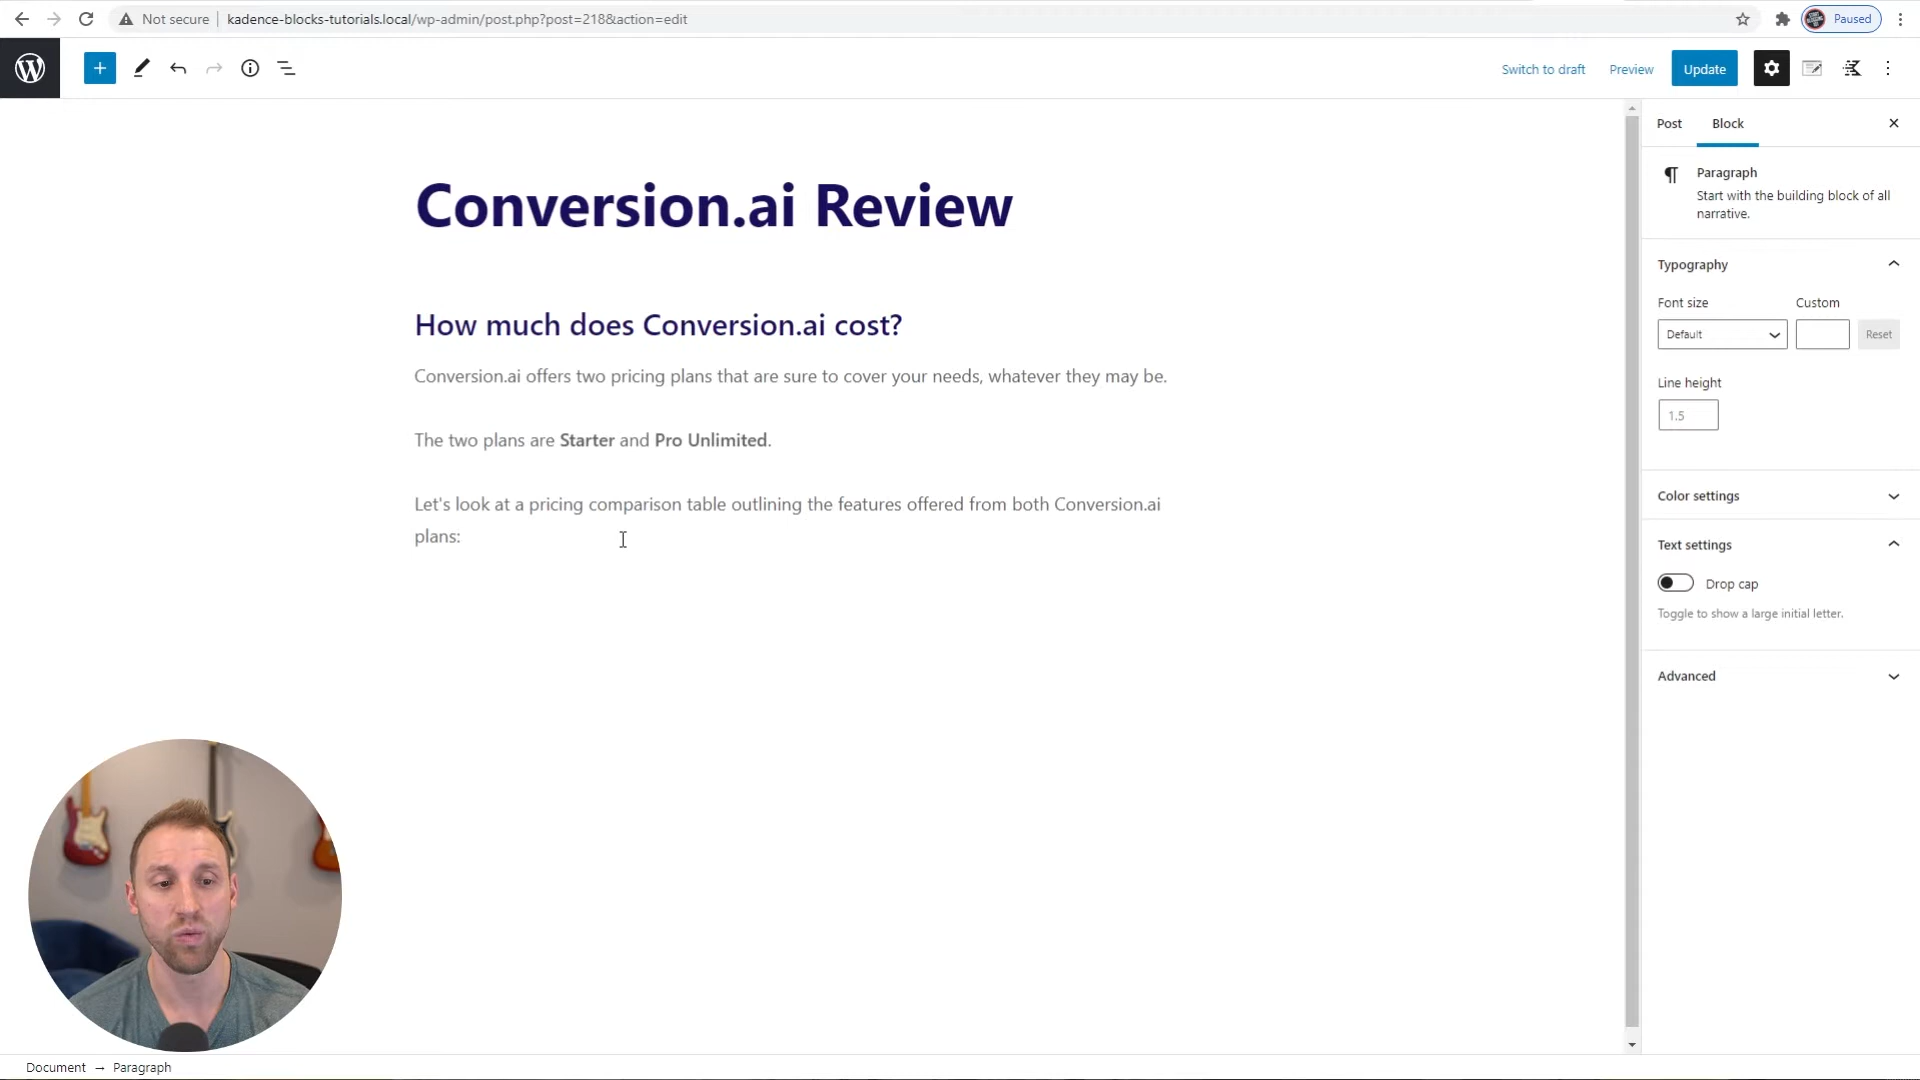 Not secure
kadence-blocks-tutorials.local/wp-admin/post.php?post=218&action=edit
Paused
Switch to draft
Preview
Update
Post
Block
Paragraph
Start with the building block of all
narrative.
Typography
Font size
Custom
Default
Reset
Line height
1.5
Color settings
Text settings
Drop cap
Toggle to show a large initial letter.
Advanced
Conversion.ai Review
How much does Conversion.ai cost?
Conversion.ai offers two pricing plans that are sure to cover your needs, whatever they may be.
The two plans are Starter and Pro Unlimited.
Let's look at a pricing comparison table outlining the features offered from both Conversion.ai
plans:
Document → Paragraph